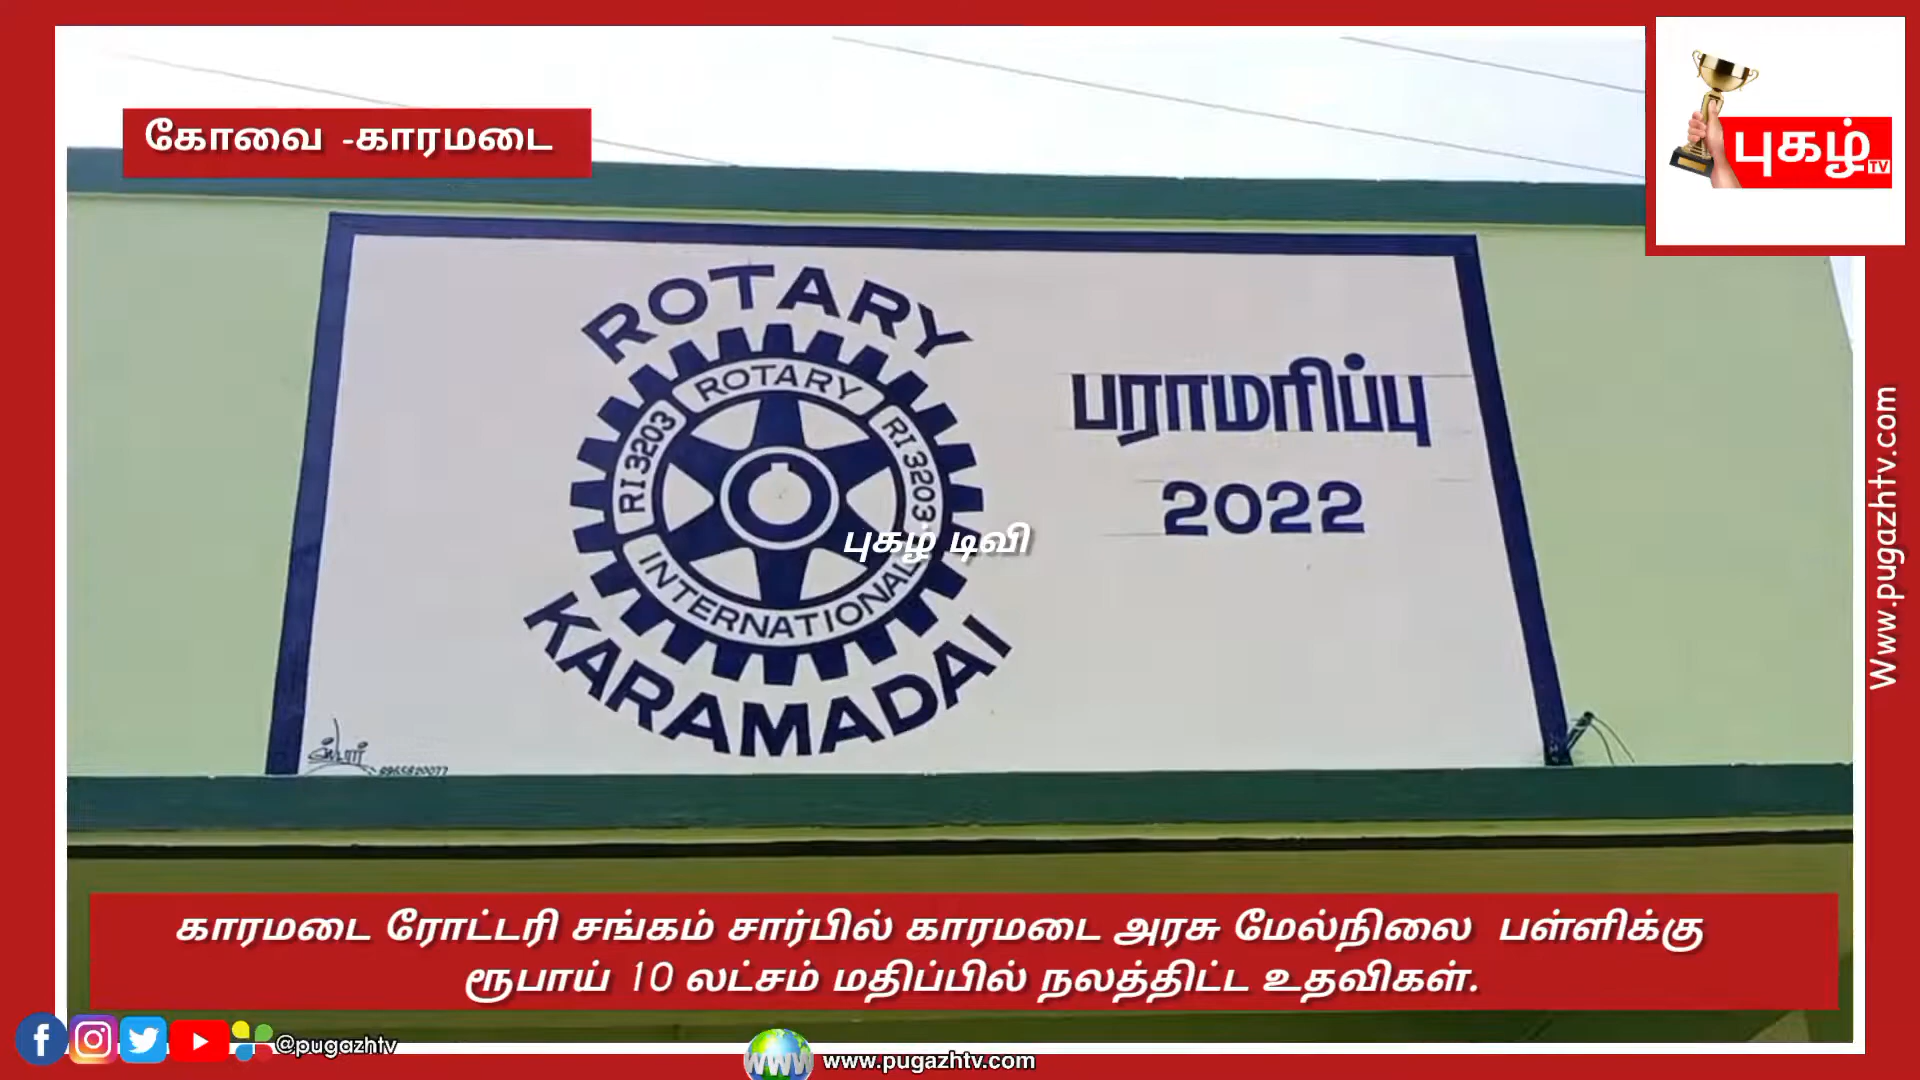 கோவை -காரமடை
புகழ்
TV
ROTARY
ROTARY
RI 3203
RI 3203
INTERNATIONAL
KARAMADAI
பராமரிப்பு
2022
புகழ் டிவி
ஸ்டார்
Www.pugazhtv.com
காரமடை ரோட்டரி சங்கம் சார்பில் காரமடை அரசு மேல்நிலை பள்ளிக்கு
ரூபாய் 10 லட்சம் மதிப்பில் நலத்திட்ட உதவிகள்.
@pugazhtv
www
www.pugazhtv.com